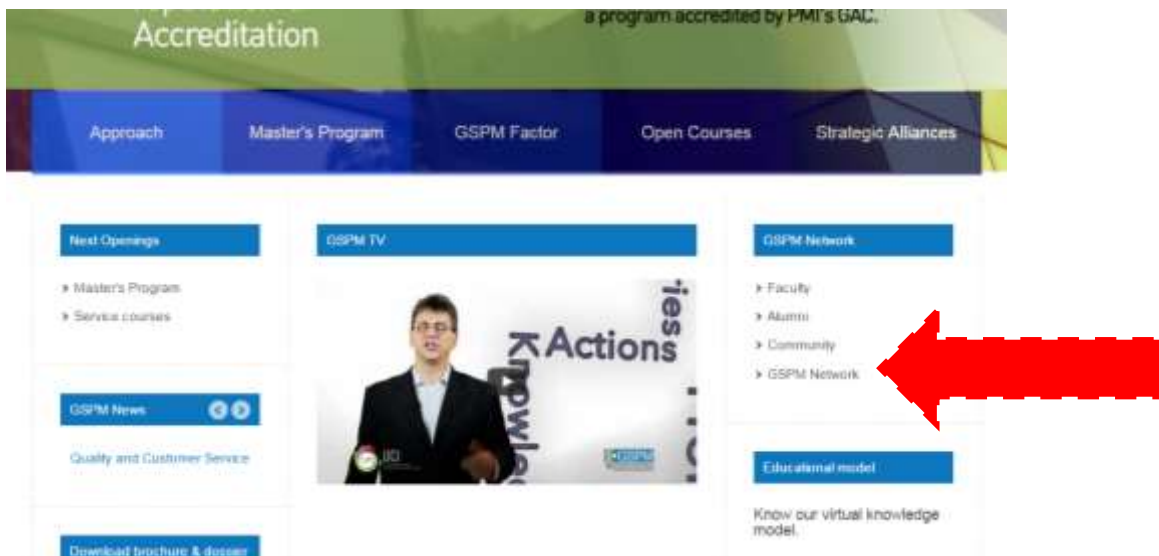 Accreditation
a program accredited by PMI's GAC.
Approach
Master's Program
GSPM Factor
Open Courses
Strategic Alliances
Next Openings
Master's Program
Service courses
GSPM News
Quality and Customer Service
Download brochure & dossier
GSPM TV
Actions
GSPM
GSPM Network
Faculty
Alumni
Community
GSPM Network
Educational model
Know our virtual knowledge
model.